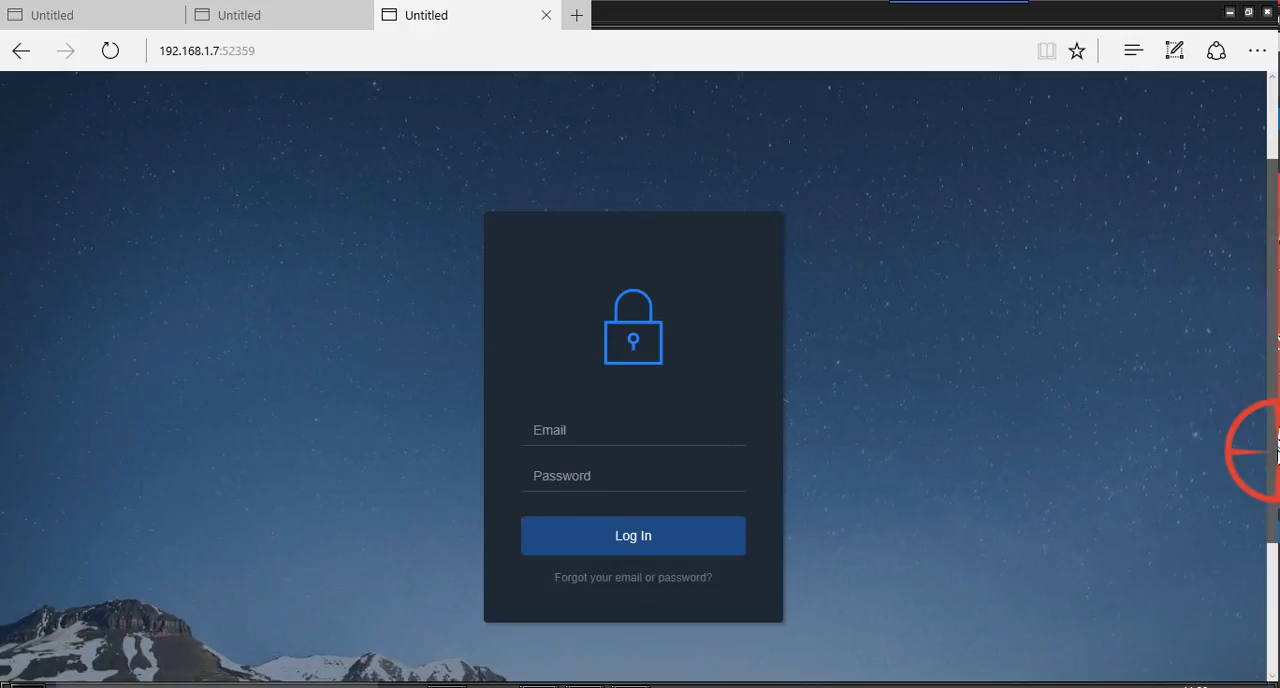 Untitled
Untitled
Untitled
192.168.1.7:52359
Email
Password
Log In
Forgot your email or password?